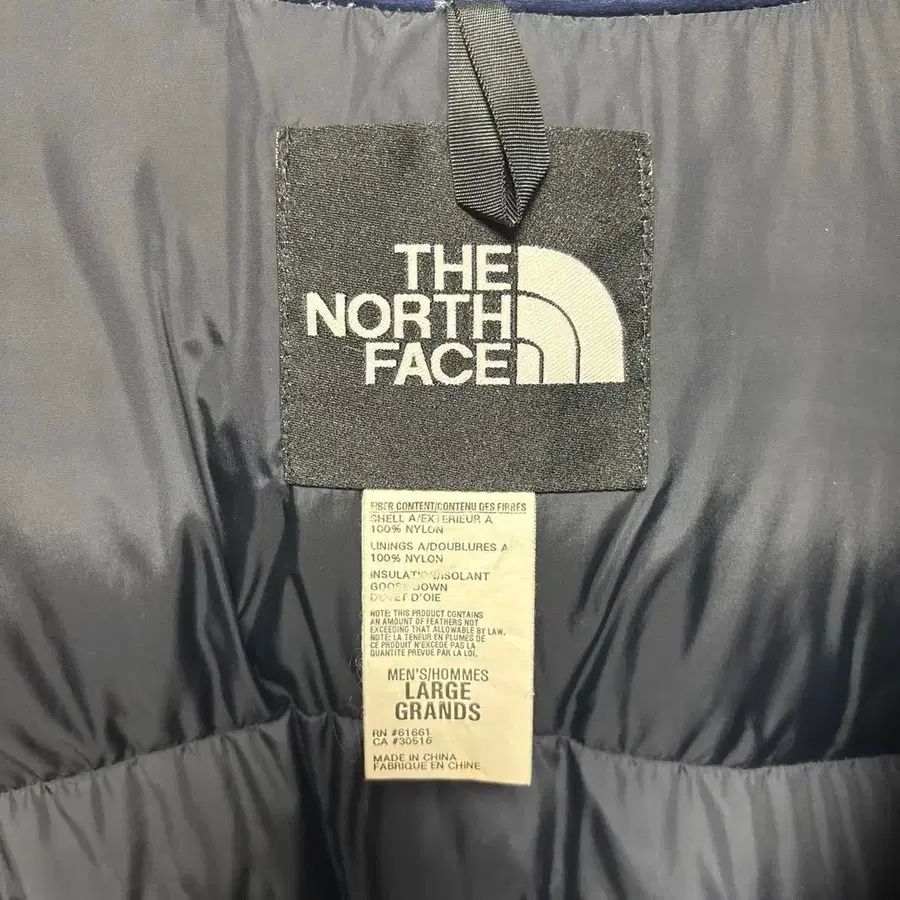 THE
NORTH
FACE
FIBER CONTENT/CONTENU DES FIBRES
SHELL A/EXTERIEUR A
100% NYLON
LININGS A/DOUBLURES A
100% NYLON
INSULATION/ISOLANT
GOOSE DOWN
DUVET D'OIE
NOTE: THIS PRODUCT CONTAINS
AN AMOUNT OF FEATHERS NOT
EXCEEDING THAT ALLOWABLE BY LAW.
NOTE: LA TENEUR EN PLUMES DE
CE PRODUIT N'EXCEDE PAS LA
QUANTITE PREVUE PAR LA LOI.
MEN'S/HOMMES
LARGE
GRANDS
RN #61661
CA #30516
MADE IN CHINA
FABRIQUE EN CHINE